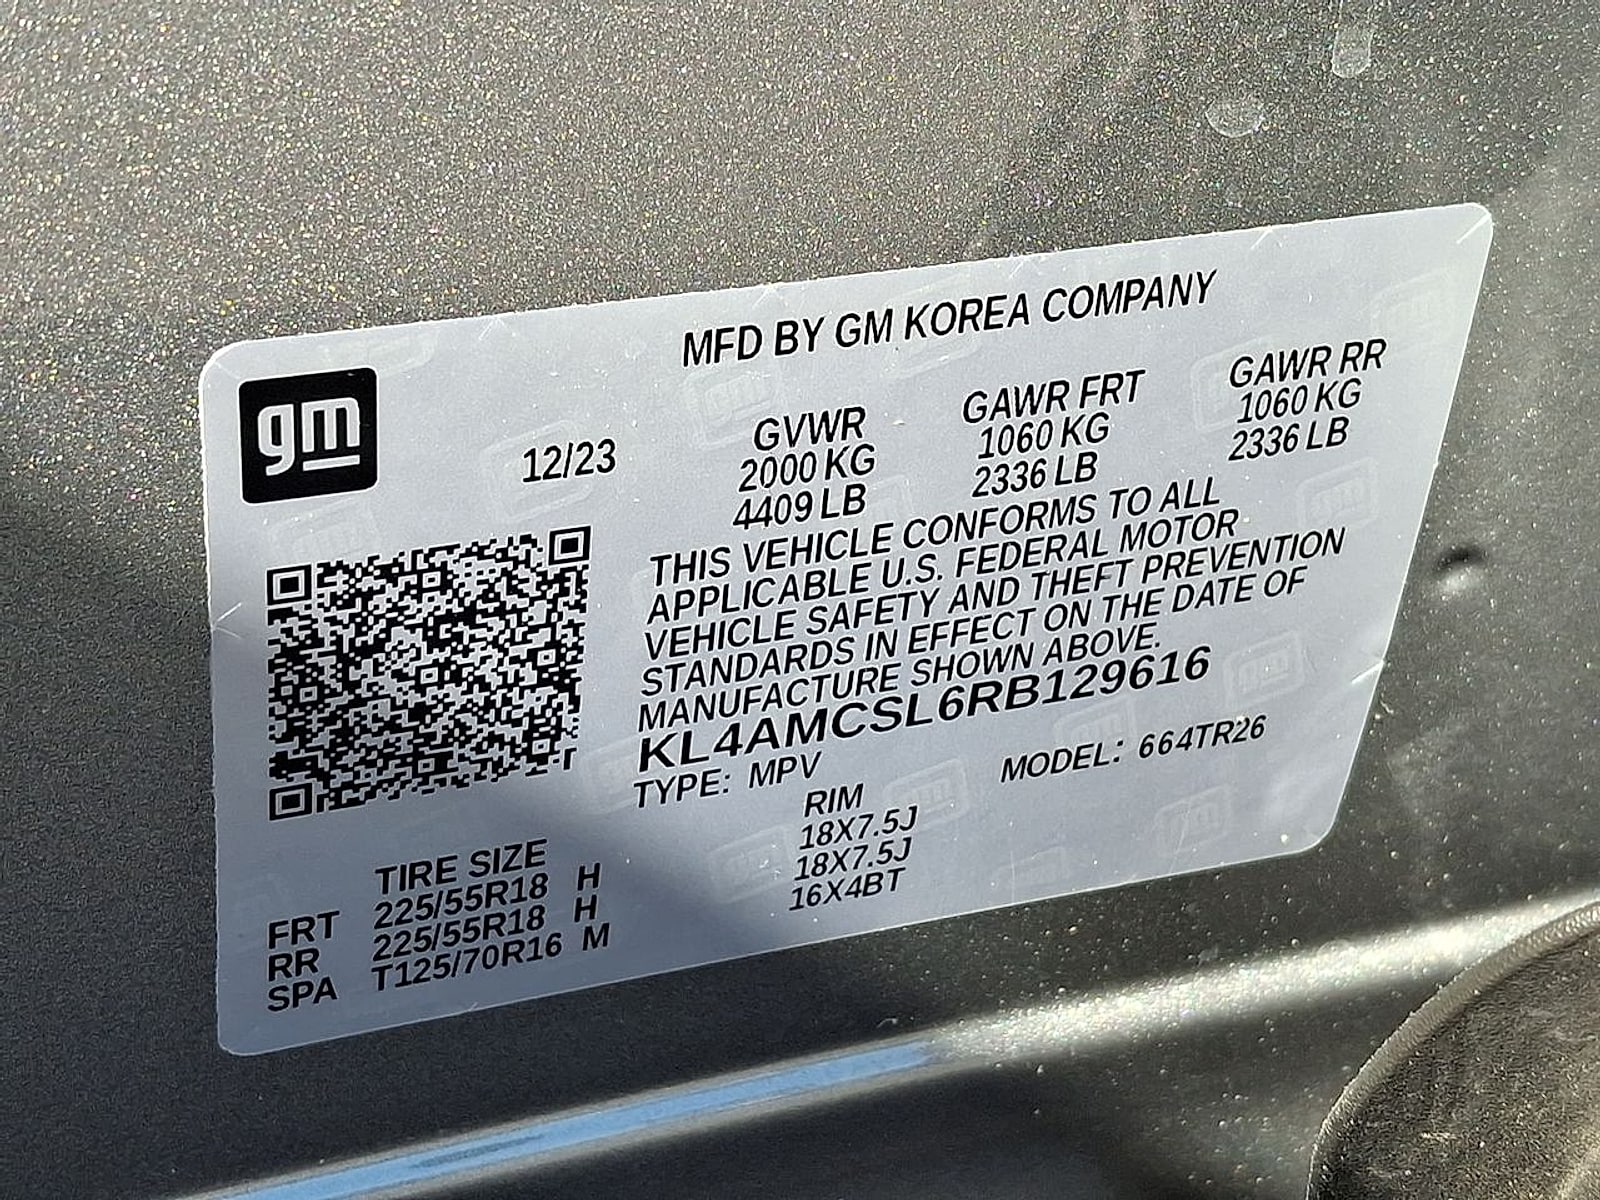 MFD BY GM KOREA COMPANY
gm
12/23
GVWR GAWR FRT GAWR RR
2000 KG 1060 KG 1060 KG
4409 LB 2336 LB 2336 LB
THIS VEHICLE CONFORMS TO ALL
APPLICABLE U.S. FEDERAL MOTOR
VEHICLE SAFETY AND THEFT PREVENTION
STANDARDS IN EFFECT ON THE DATE OF
MANUFACTURE SHOWN ABOVE.
KL4AMCSL6RB129616
TYPE: MPV MODEL: 664TR26
TIRE SIZE RIM
FRT 225/55R18 H 18X7.5J
RR 225/55R18 H 18X7.5J
SPA T125/70R16 M 16X4BT